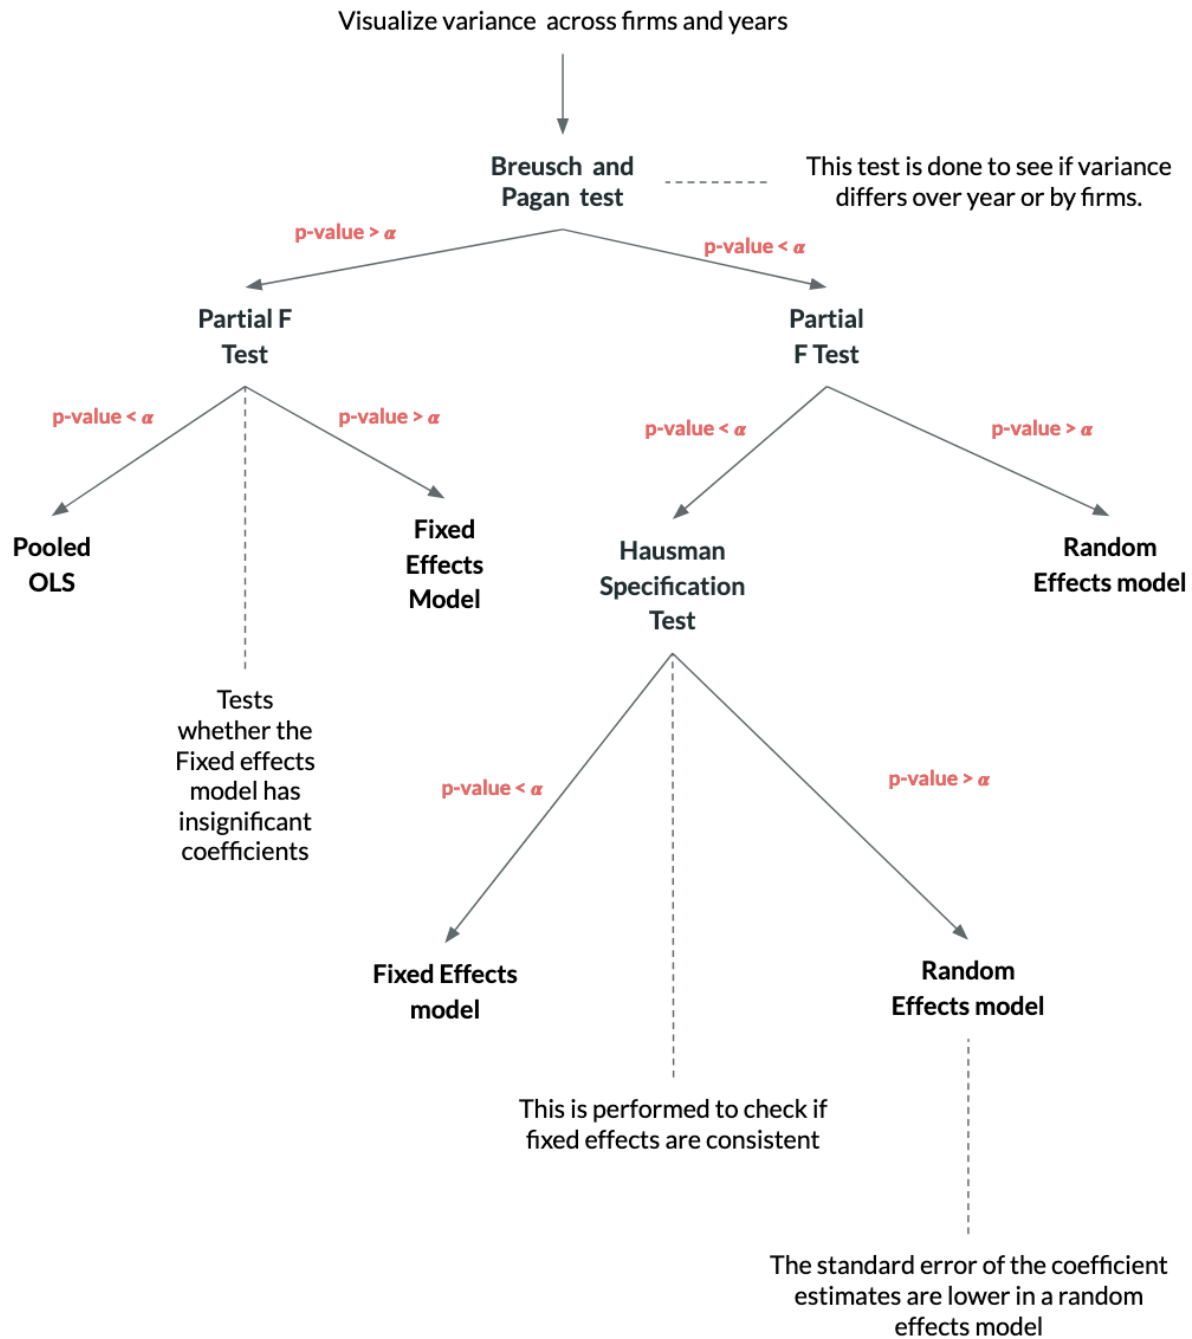 Visualize variance across firms and years
Breusch and
Pagan test
This test is done to see if variance
differs over year or by firms.
p-value > α
p-value < α
Partial F
Test
Partial
F Test
p-value < α
p-value > α
p-value < α
p-value > α
Pooled
OLS
Fixed
Effects
Model
Hausman
Specification
Test
Random
Effects model
Tests
whether the
Fixed effects
model has
insignificant
coefficients
p-value < α
p-value > α
Fixed Effects
model
Random
Effects model
This is performed to check if
fixed effects are consistent
The standard error of the coefficient
estimates are lower in a random
effects model